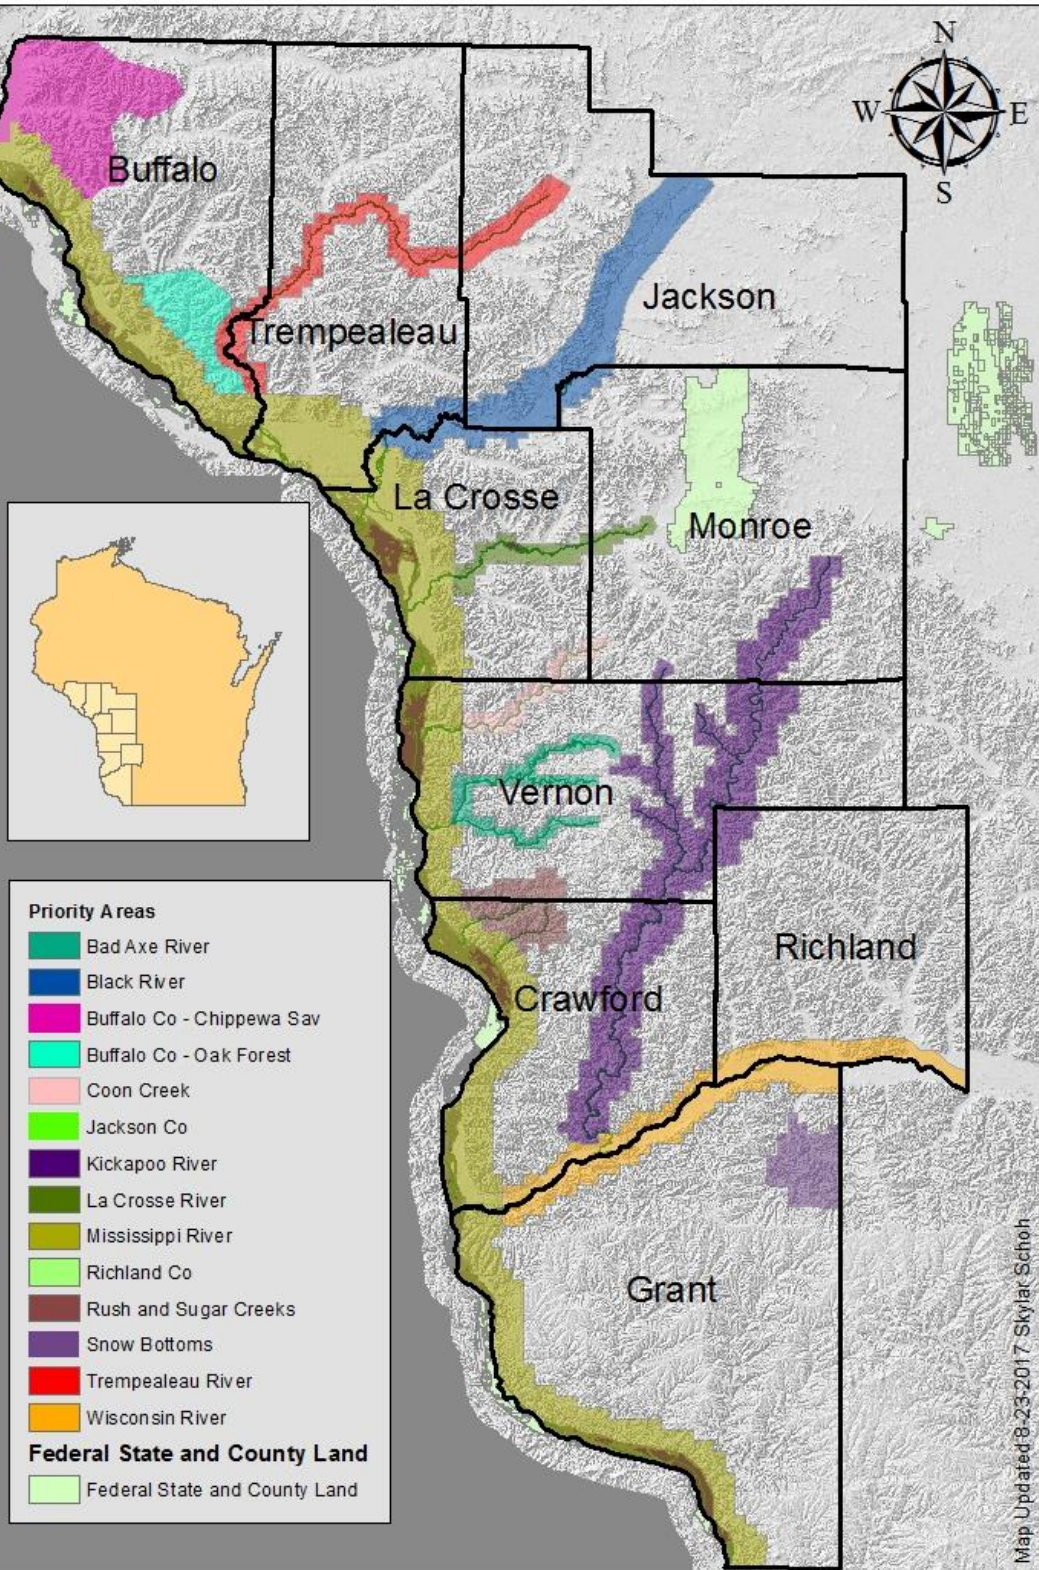 N
W E
S
Buffalo
Jackson
Trempealeau
La Crosse
Monroe
Vernon
Richland
Crawford
Grant
Priority Areas
Bad Axe River
Black River
Buffalo Co - Chippewa Sav
Buffalo Co - Oak Forest
Coon Creek
Jackson Co
Kickapoo River
La Crosse River
Mississippi River
Richland Co
Rush and Sugar Creeks
Snow Bottoms
Trempealeau River
Wisconsin River
Federal State and County Land
Federal State and County Land
Map Updated 8-23-2017 Skylar Schoh